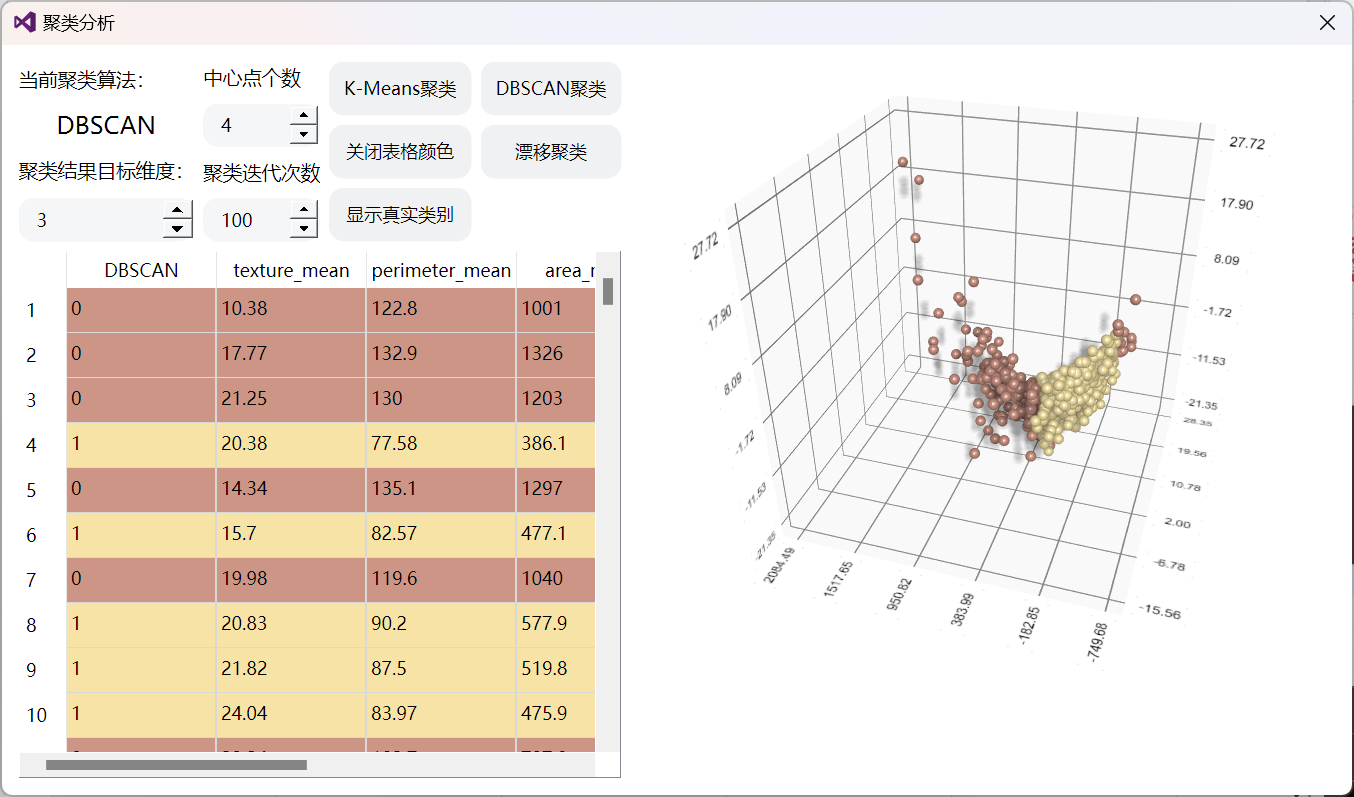 聚类分析
当前聚类算法：
中心点个数
K-Means聚类
DBSCAN聚类
DBSCAN
4
关闭表格颜色
漂移聚类
聚类结果目标维度：
聚类迭代次数
3
100
显示真实类别
DBSCAN texture_mean perimeter_mean
1 0 10.38 122.8 1001
2 0 17.77 132.9 1326
3 0 21.25 130 1203
4 1 20.38 77.58 386.1
5 0 14.34 135.1 1297
6 1 15.7 82.57 477.1
7 0 19.98 119.6 1040
8 1 20.83 90.2 577.9
9 1 21.82 87.5 519.8
10 1 24.04 83.97 475.9
27.72
17.90
8.09
-1.72
-11.53
-21.35
27.72
17.90
8.09
-1.72
-11.53
-21.35
28.35
19.56
10.78
2.00
-6.78
-15.56
2084.49
1517.65
950.82
383.99
-182.85
-749.68